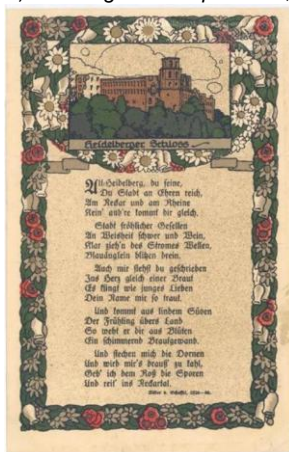 Heidelberger Schloss
Alt-Heidelberg, du feine,
Du Stadt an Ehren reich,
Am Neckar und am Rheine
Kein' and're kommt dir gleich.
Stadt fröhlicher Gesellen
An Weisheit schwer und Wein,
Klar zieh'n des Stromes Wellen,
Blauäuglein blitzen drein.
Auch mir stehst du geschrieben
Ins Herz gleich einer Braut
Es klingt wie junges Lieben
Dein Name mir so traut.
Und kommt aus lindem Süden
Der Frühling übers Land
So webt er dir aus Blüten
Ein schimmernd Brautgewand.
Und stechen mich die Dornen
Und wird mir's drauß' zu kahl,
Geb' ich dem Roß die Sporen
Und reit' ins Neckartal.
v. Scheffel, 1826–86.